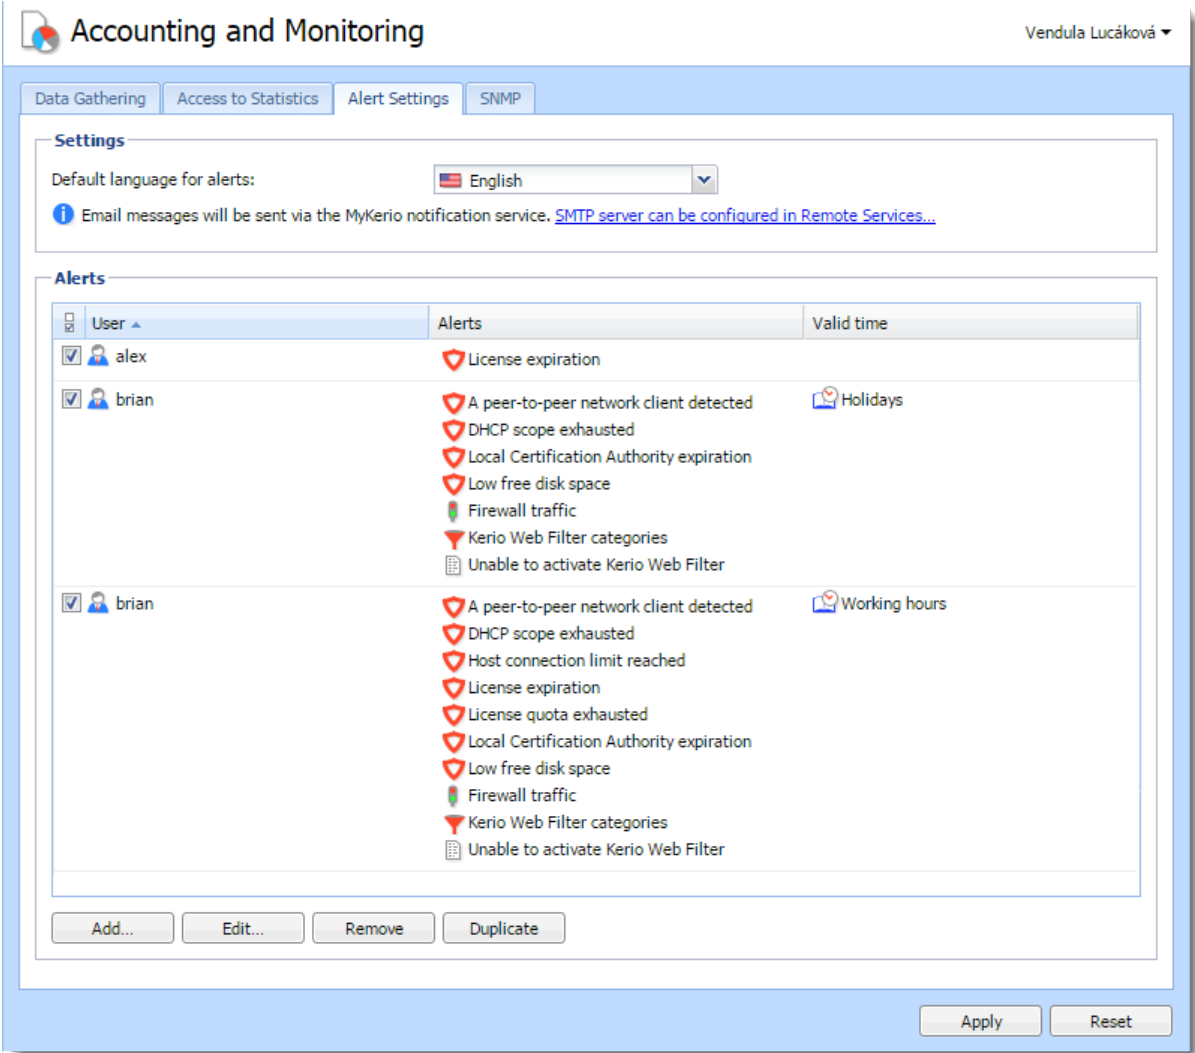 Accounting and Monitoring
Vendula Lucáková
Data Gathering Access to Statistics Alert Settings SNMP
Settings
Default language for alerts: English
Email messages will be sent via the MyKerio notification service. SMTP server can be configured in Remote Services...
Alerts
User Alerts Valid time
alex License expiration
brian A peer-to-peer network client detected Holidays
DHCP scope exhausted
Local Certification Authority expiration
Low free disk space
Firewall traffic
Kerio Web Filter categories
Unable to activate Kerio Web Filter
brian A peer-to-peer network client detected Working hours
DHCP scope exhausted
Host connection limit reached
License expiration
License quota exhausted
Local Certification Authority expiration
Low free disk space
Firewall traffic
Kerio Web Filter categories
Unable to activate Kerio Web Filter
Add... Edit... Remove Duplicate
Apply Reset